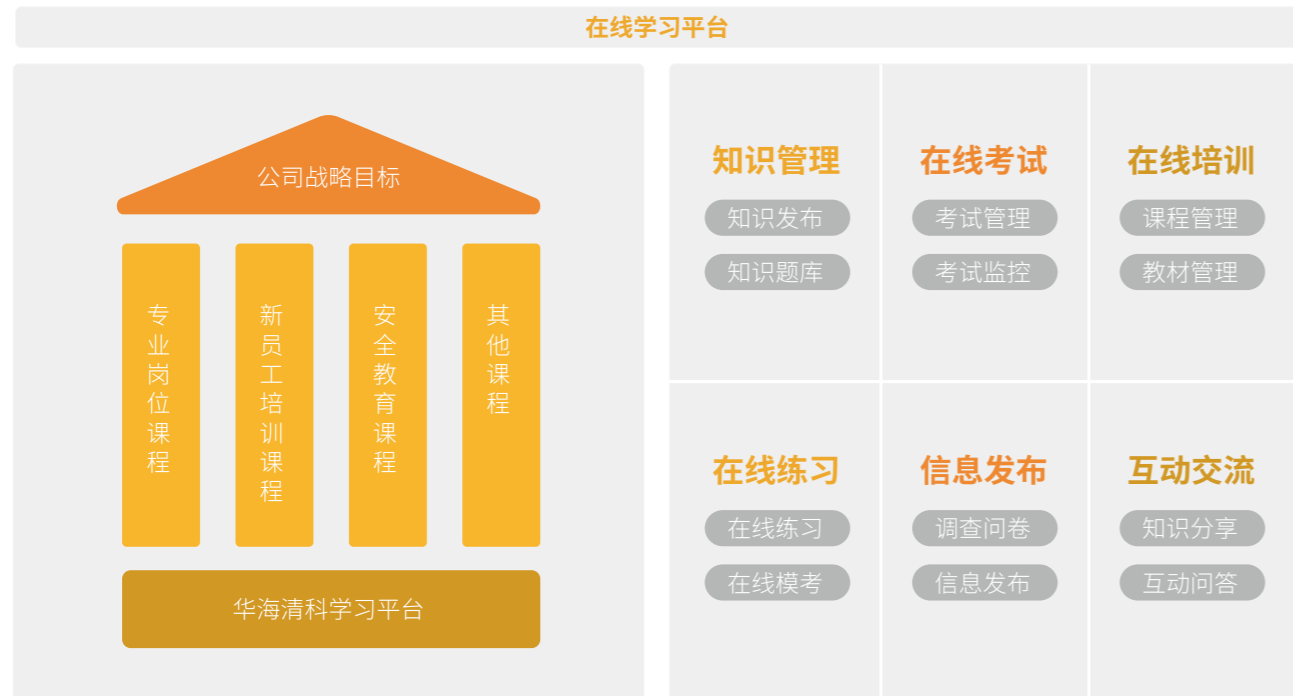 在线学习平台
公司战略目标
专业岗位课程
新员工培训课程
安全教育课程
其他课程
华海清科学习平台
知识管理
知识发布
知识题库
在线考试
考试管理
考试监控
在线培训
课程管理
教材管理
在线练习
在线练习
在线模考
信息发布
调查问卷
信息发布
互动交流
知识分享
互动问答